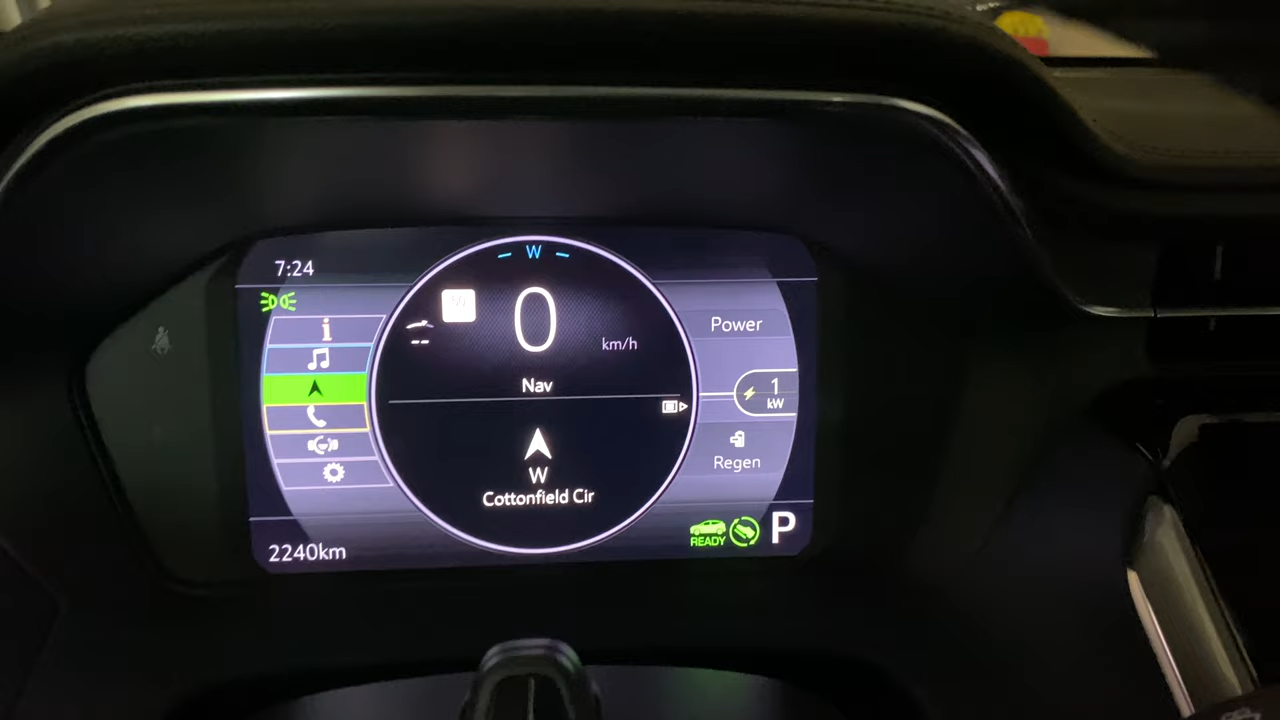 7:24
W
0
km/h
--
Nav
Power
1
kW
W
Cottonfield Cir
Regen
READY
P
2240km